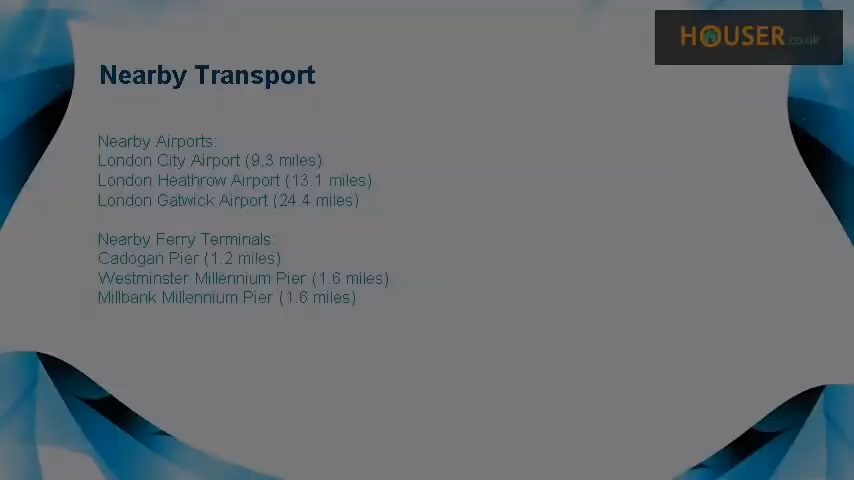 HOUSER.co.uk
Nearby Transport
Nearby Airports:
London City Airport (9.3 miles)
London Heathrow Airport (13.1 miles)
London Gatwick Airport (24.4 miles)
Nearby Ferry Terminals:
Cadogan Pier (1.2 miles)
Westminster Millennium Pier (1.6 miles)
Millbank Millennium Pier (1.6 miles)